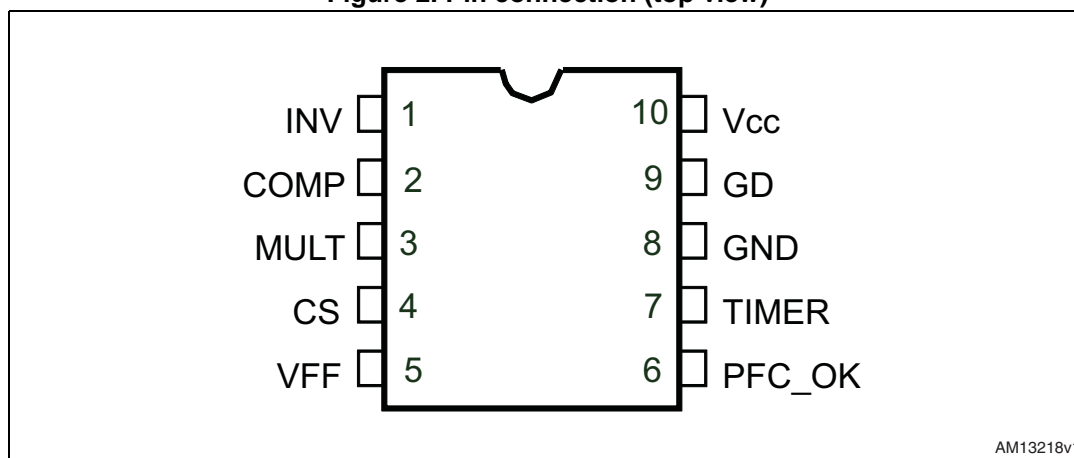 Figure 2. Pin connection (top view)
INV 1 10 Vcc
COMP 2 9 GD
MULT 3 8 GND
CS 4 7 TIMER
VFF 5 6 PFC_OK
AM13218v1